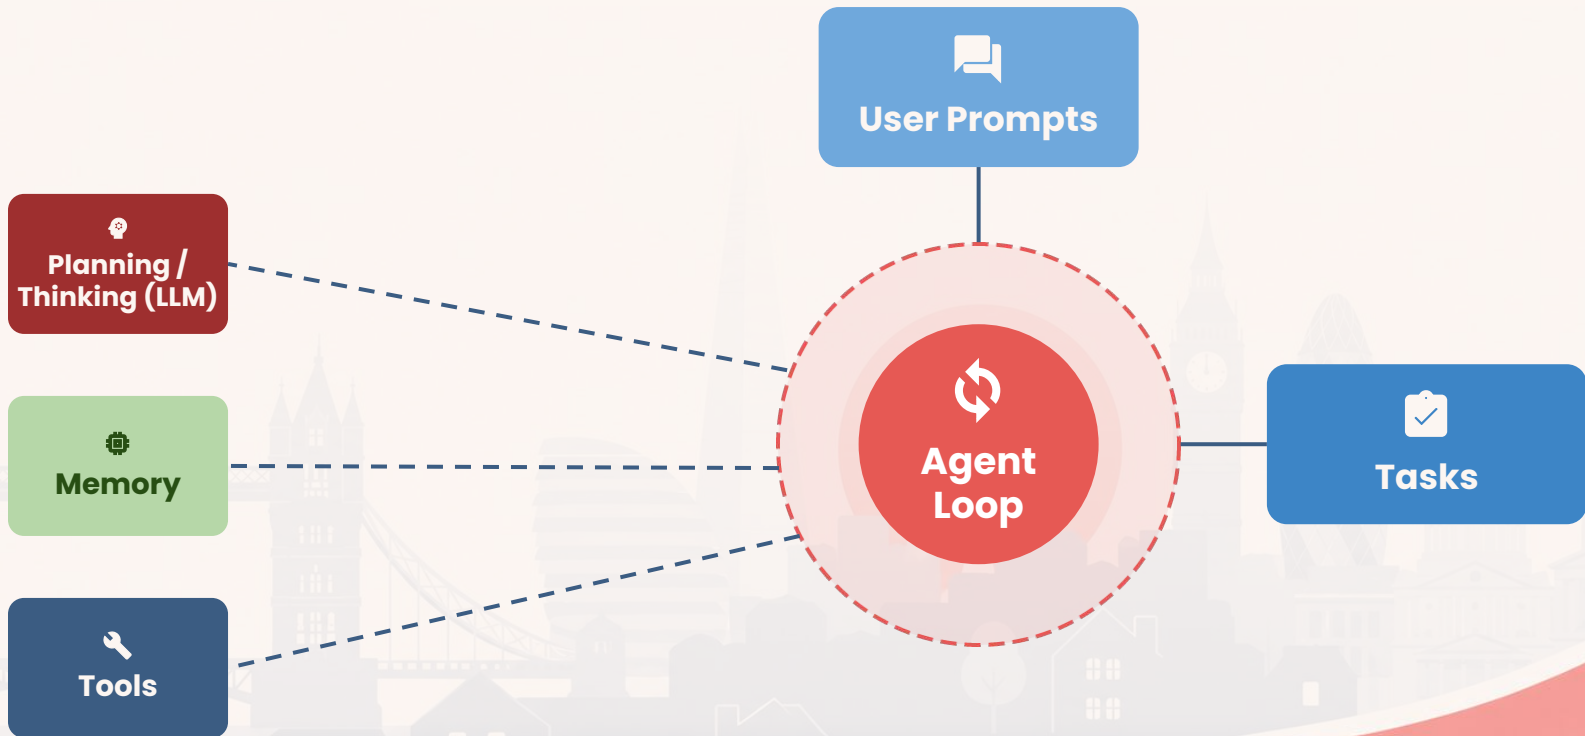 User Prompts
Planning /
Thinking (LLM)
Memory
Tools
Agent
Loop
Tasks